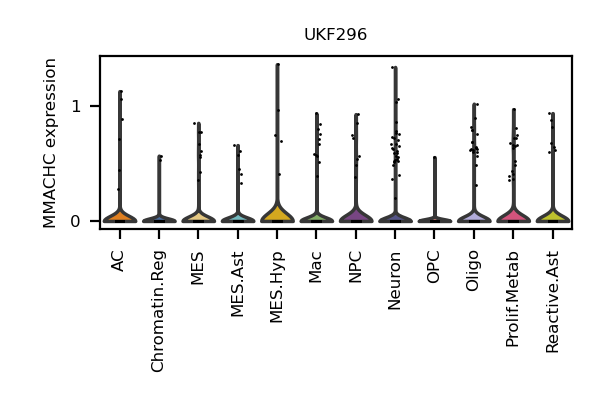 UKF296
MMACHC expression
1
0
AC
Chromatin.Reg
MES
MES.Ast
MES.Hyp
Mac
NPC
Neuron
OPC
Oligo
Prolif.Metab
Reactive.Ast